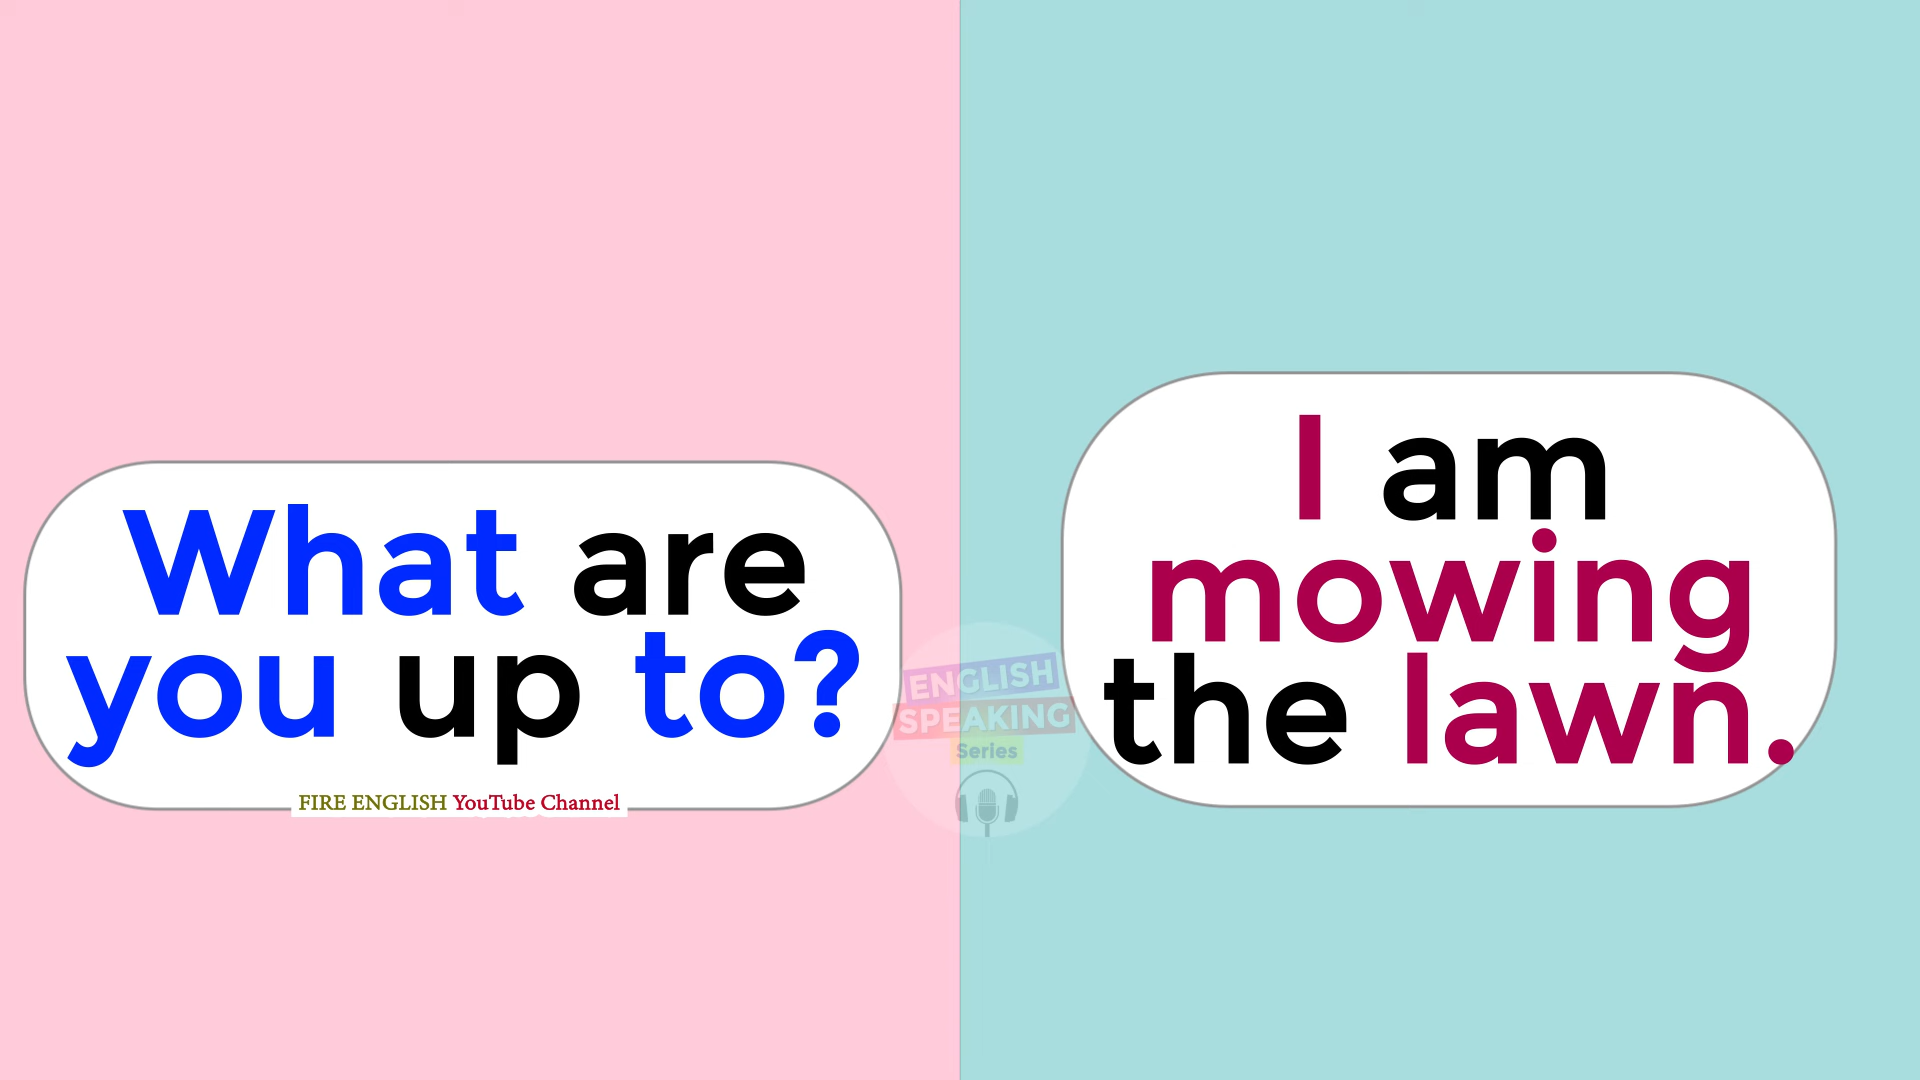 What are
you up to?
FIRE ENGLISH YouTube Channel
ENGLISH
SPEAKING
Series
I am
mowing
the lawn.